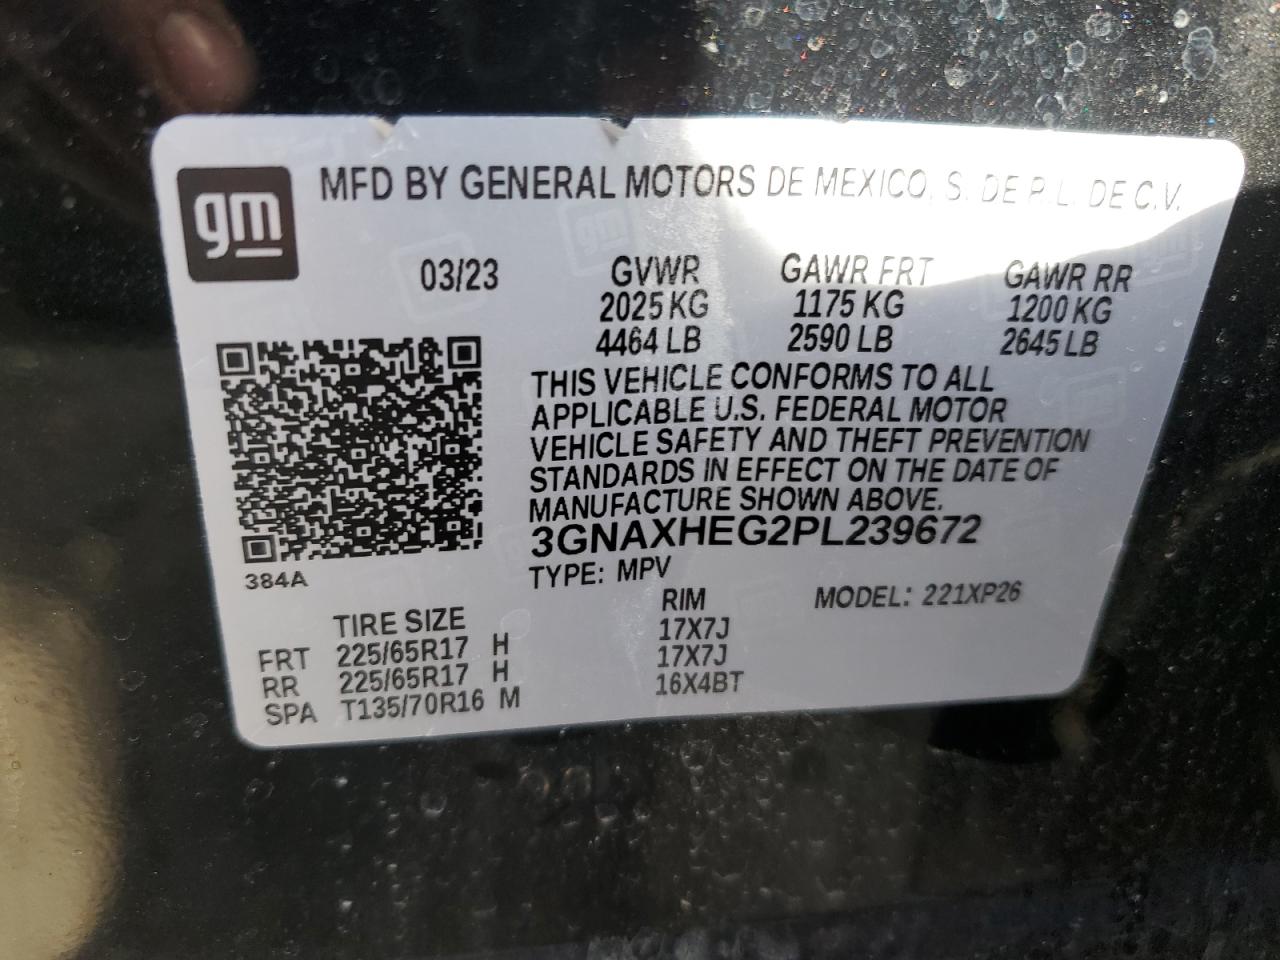 gm
MFD BY GENERAL MOTORS DE MEXICO, S. DE R.L. DE C.V.
03/23 GVWR GAWR FRT GAWR RR
2025 KG 1175 KG 1200 KG
4464 LB 2590 LB 2645 LB
THIS VEHICLE CONFORMS TO ALL
APPLICABLE U.S. FEDERAL MOTOR
VEHICLE SAFETY AND THEFT PREVENTION
STANDARDS IN EFFECT ON THE DATE OF
MANUFACTURE SHOWN ABOVE.
3GNAXHEG2PL239672
384A
TYPE: MPV
MODEL: 221XP26
TIRE SIZE RIM
FRT 225/65R17 H 17X7J
RR 225/65R17 H 17X7J
SPA T135/70R16 M 16X4BT